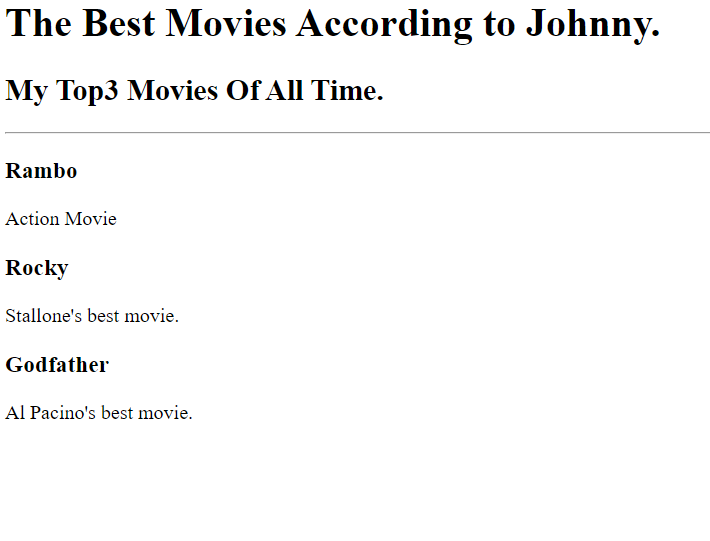 The Best Movies According to Johnny.
My Top3 Movies Of All Time.
Rambo
Action Movie
Rocky
Stallone's best movie.
Godfather
Al Pacino's best movie.